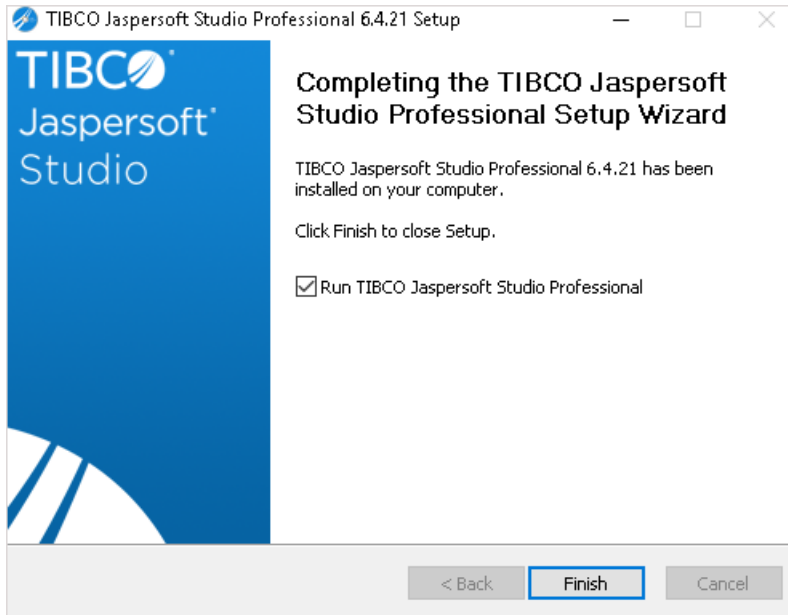 TIBCO Jaspersoft Studio Professional 6.4.21 Setup
TIBCO
Jaspersoft
Studio
Completing the TIBCO Jaspersoft
Studio Professional Setup Wizard
TIBCO Jaspersoft Studio Professional 6.4.21 has been
installed on your computer.
Click Finish to close Setup.
Run TIBCO Jaspersoft Studio Professional
< Back
Finish
Cancel